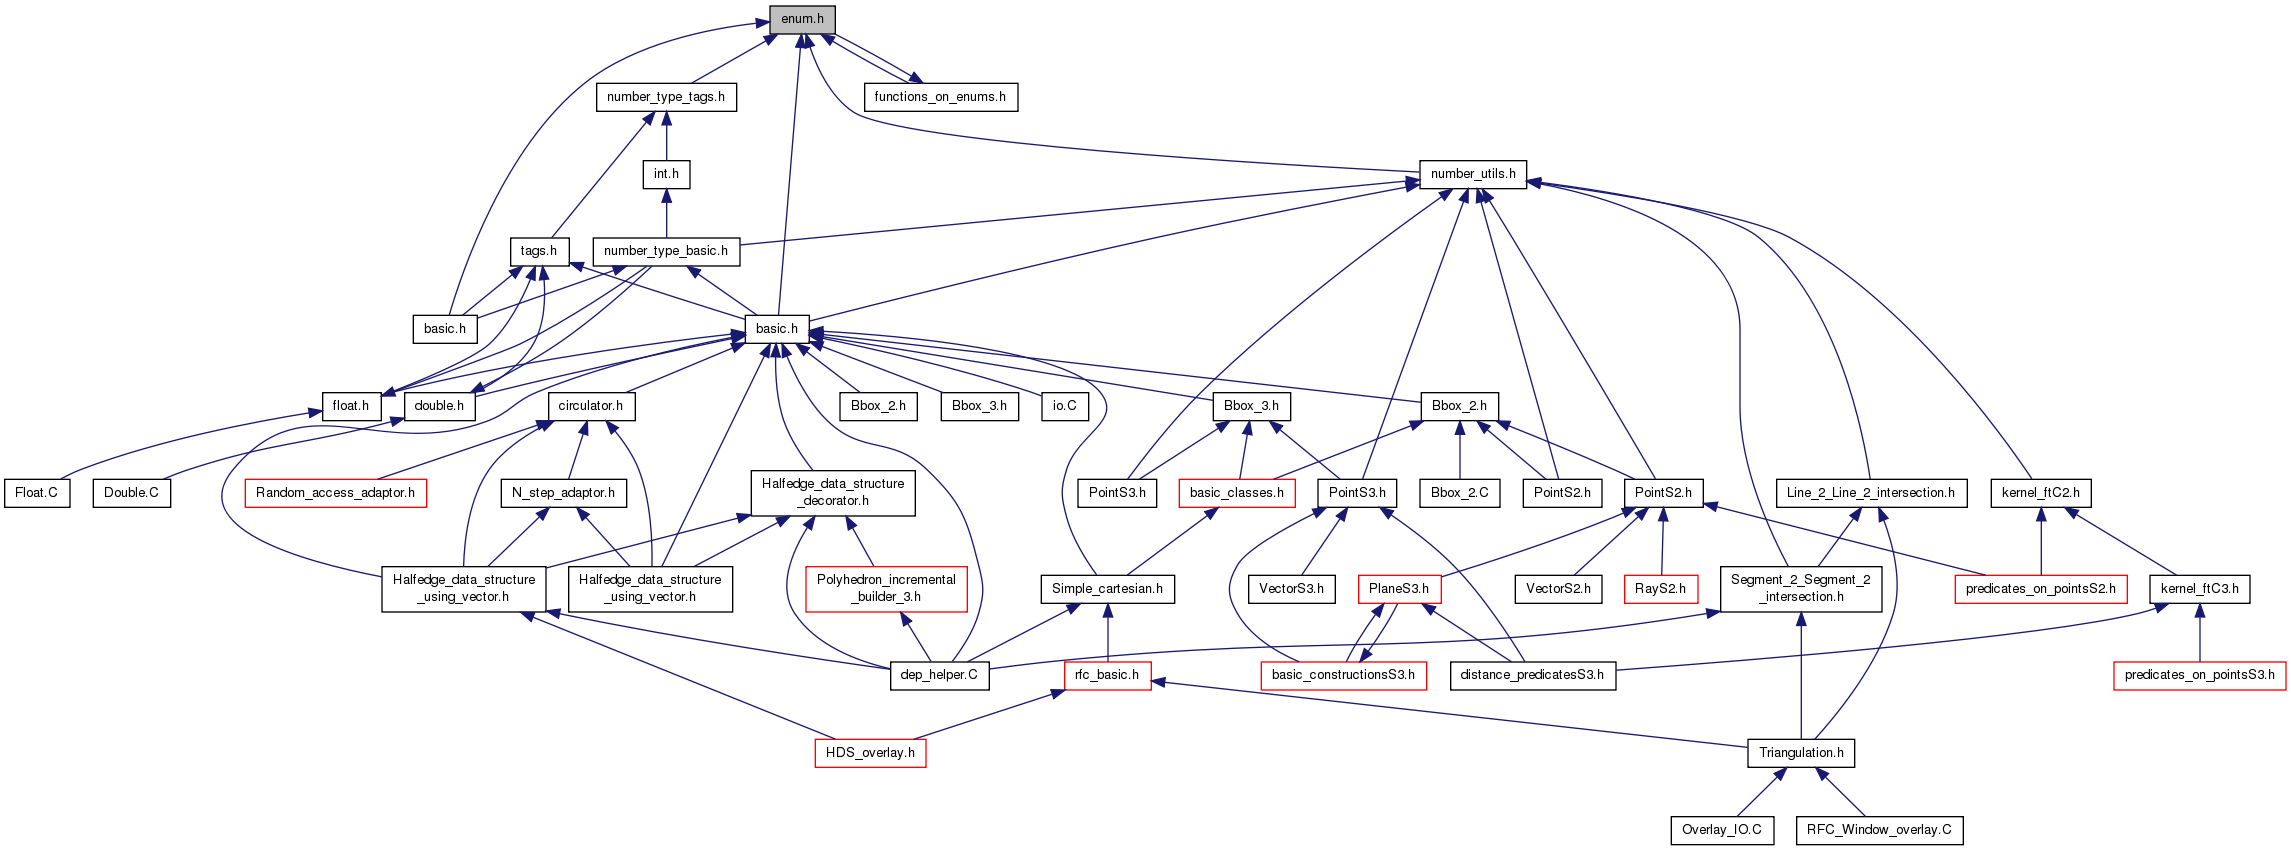 enum.h
number_type_tags.h
functions_on_enums.h
int.h
number_utils.h
tags.h
number_type_basic.h
basic.h
basic.h
float.h
double.h
circulator.h
Bbox_2.h
Bbox_3.h
io.C
Bbox_3.h
Bbox_2.h
Float.C
Double.C
Random_access_adaptor.h
N_step_adaptor.h
Halfedge_data_structure
_decorator.h
PointS3.h
basic_classes.h
PointS3.h
Bbox_2.C
PointS2.h
PointS2.h
Line_2_Line_2_intersection.h
kernel_ftC2.h
Halfedge_data_structure
_using_vector.h
Halfedge_data_structure
_using_vector.h
Polyhedron_incremental
_builder_3.h
Simple_cartesian.h
VectorS3.h
PlaneS3.h
VectorS2.h
RayS2.h
Segment_2_Segment_2
_intersection.h
predicates_on_pointsS2.h
kernel_ftC3.h
dep_helper.C
rfc_basic.h
basic_constructionsS3.h
distance_predicatesS3.h
predicates_on_pointsS3.h
HDS_overlay.h
Triangulation.h
Overlay_IO.C
RFC_Window_overlay.C